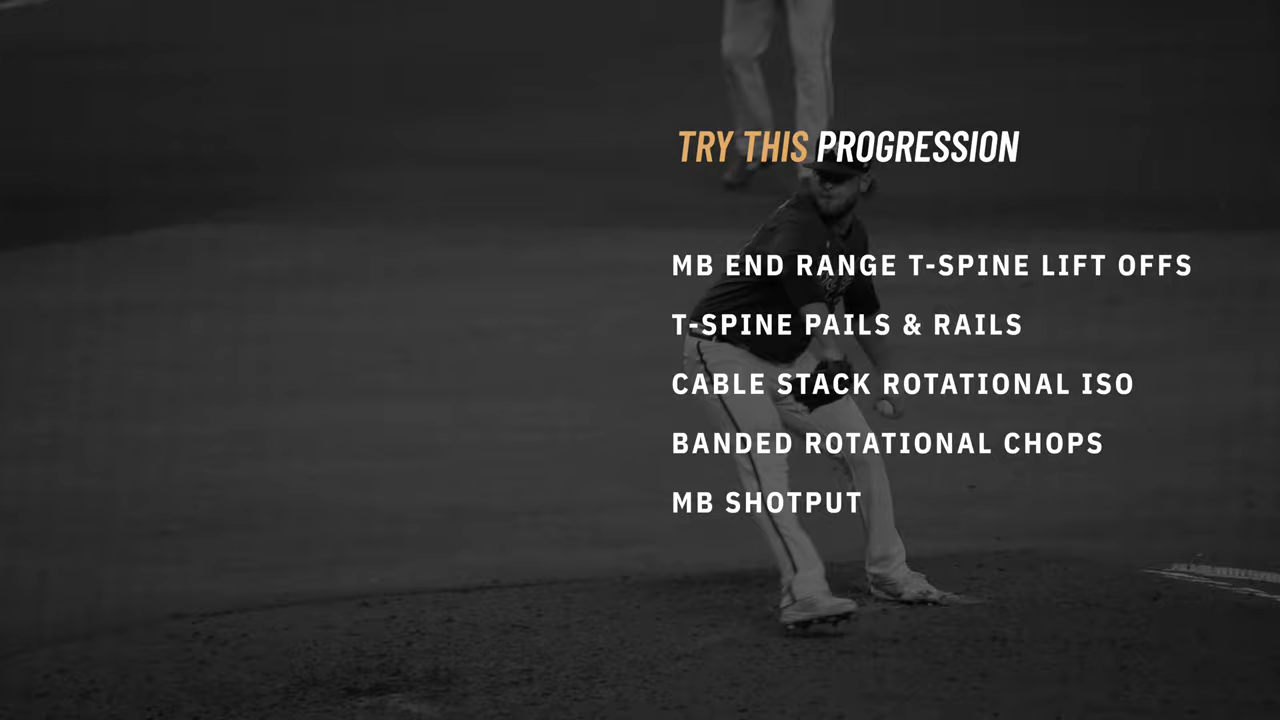 TRY THIS PROGRESSION
MB END RANGE T-SPINE LIFT OFFS
T-SPINE PAILS & RAILS
CABLE STACK ROTATIONAL ISO
BANDED ROTATIONAL CHOPS
MB SHOTPUT